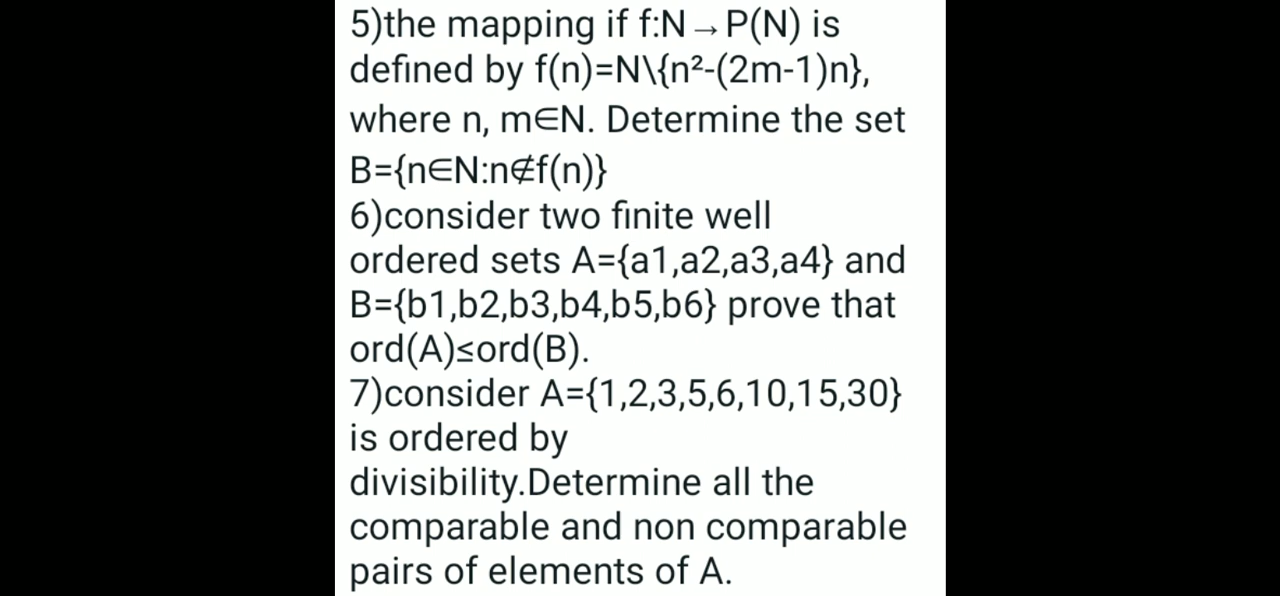 5)the mapping if f:N→P(N) is
defined by f(n)=N\{n²-(2m-1)n},
where n, m∈N. Determine the set
B={n∈N:n∉f(n)}
6)consider two finite well
ordered sets A={a1,a2,a3,a4} and
B={b1,b2,b3,b4,b5,b6} prove that
ord(A)≤ord(B).
7)consider A={1,2,3,5,6,10,15,30}
is ordered by
divisibility.Determine all the
comparable and non comparable
pairs of elements of A.